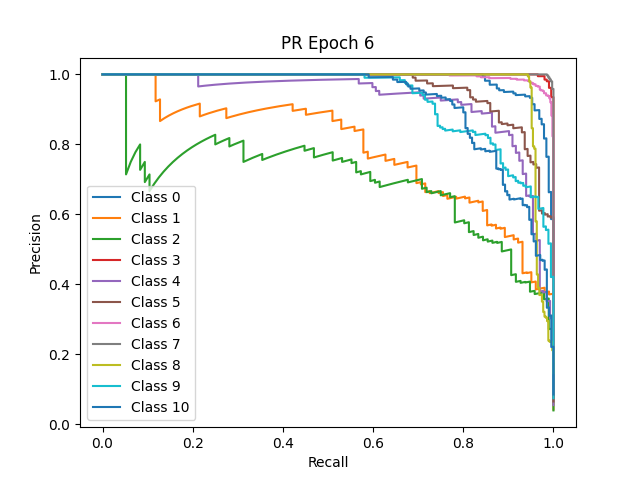 PR Epoch 6
Precision
1.0
0.8
0.6
0.4
0.2
0.0
Class 0
Class 1
Class 2
Class 3
Class 4
Class 5
Class 6
Class 7
Class 8
Class 9
Class 10
0.0 0.2 0.4 0.6 0.8 1.0
Recall